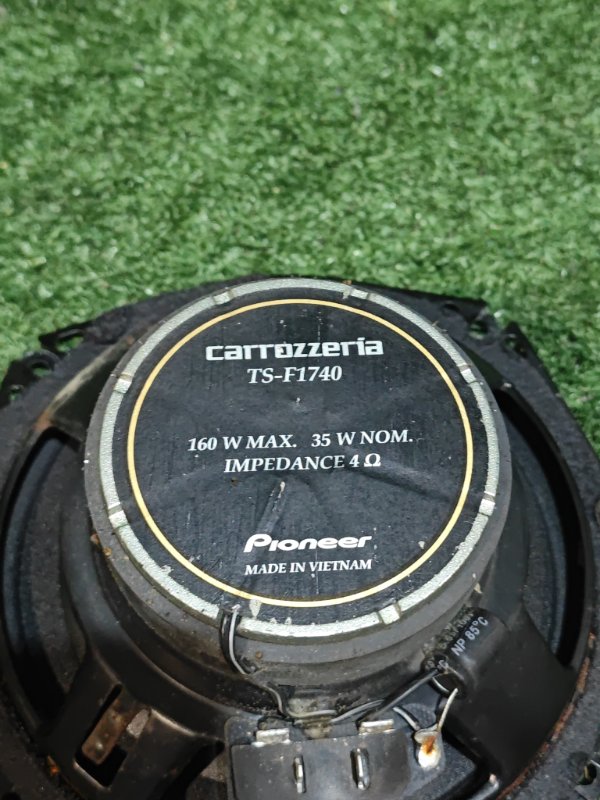 carrozzeria
TS-F1740
160 W MAX. 35 W NOM.
IMPEDANCE 4 Ω
Pioneer
MADE IN VIETNAM
NP 85°C